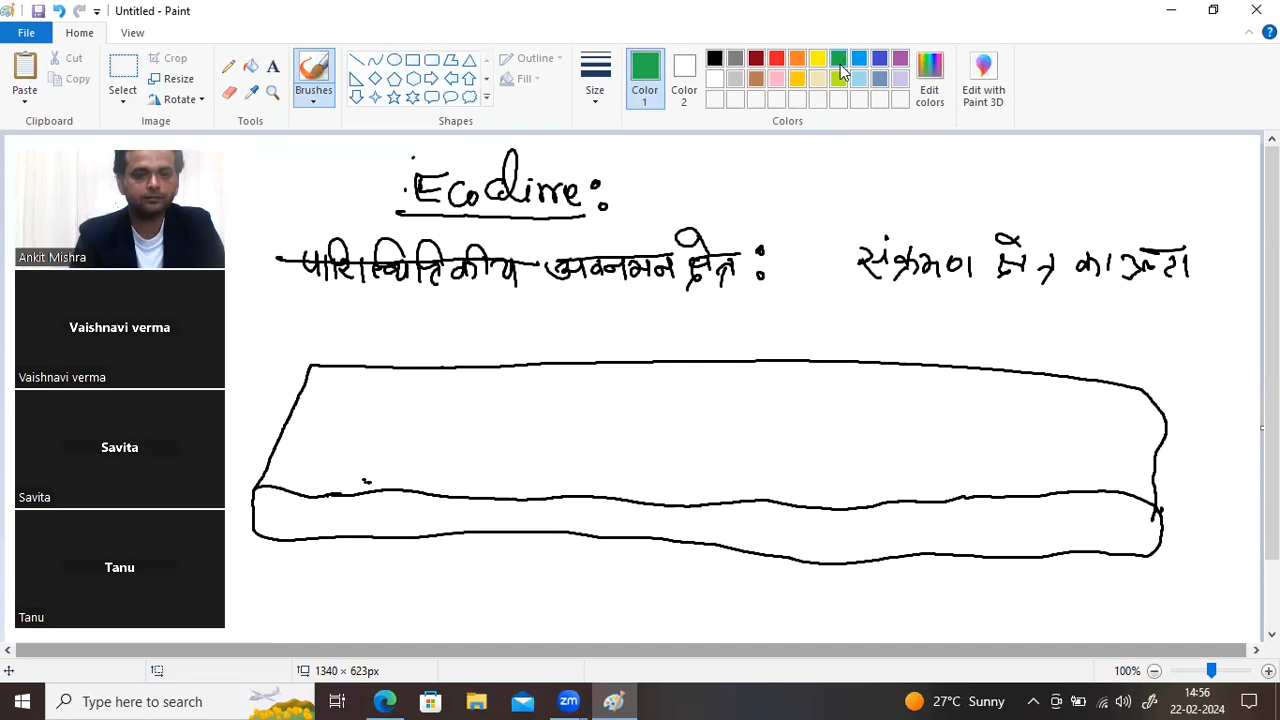 Untitled - Paint
File Home View
Paste Cut Copy
Clipboard
Select Crop Resize Rotate
Image
Tools
Brushes
Outline Fill
Shapes
Size
Color 1
Color 2
Edit colors
Colors
Edit with Paint 3D
Ecocline:
पारिस्थितिकीय अवनमन क्षेत्र :
संक्रमण क्षेत्र का उल्टा
Ankit Mishra
Vaishnavi verma
Vaishnavi verma
Savita
Savita
Tanu
Tanu
1340 × 623px
100%
Type here to search
zm
27°C Sunny
14:56
22-02-2024